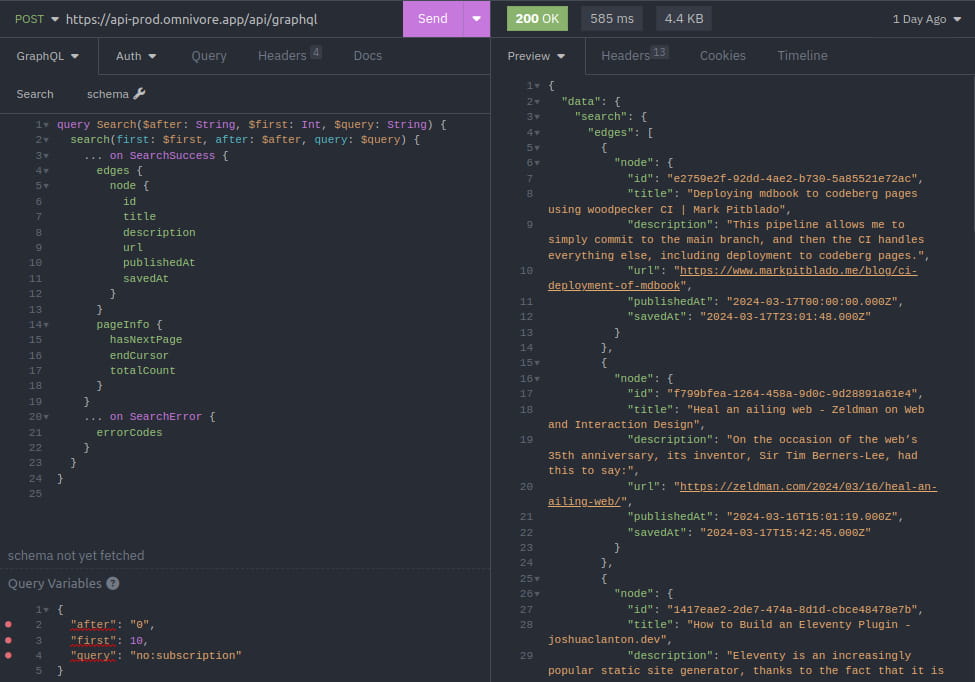 POST https://api-prod.omnivore.app/api/graphql Send 200 OK 585 ms 4.4 KB 1 Day Ago
GraphQL Auth Query Headers 4 Docs
Search schema
1 query Search($after: String, $first: Int, $query: String) {
2 search(first: $first, after: $after, query: $query) {
3 ... on SearchSuccess {
4 edges {
5 node {
6 id
7 title
8 description
9 url
10 publishedAt
11 savedAt
12 }
13 }
14 pageInfo {
15 hasNextPage
16 endCursor
17 totalCount
18 }
19 }
20 ... on SearchError {
21 errorCodes
22 }
23 }
24 }
25
schema not yet fetched
Query Variables ?
1 {
2 "after": "0",
3 "first": 10,
4 "query": "no:subscription"
5 }
Preview Headers 13 Cookies Timeline
1 {
2 "data": {
3 "search": {
4 "edges": [
5 {
6 "node": {
7 "id": "e2759e2f-92dd-4ae2-b730-5a85521e72ac",
8 "title": "Deploying mdbook to codeberg pages
using woodpecker CI | Mark Pitblado",
9 "description": "This pipeline allows me to
simply commit to the main branch, and then the CI handles
everything else, including deployment to codeberg pages.",
10 "url": "https://www.markpitblado.me/blog/ci-
deployment-of-mdbook",
11 "publishedAt": "2024-03-17T00:00:00.000Z",
12 "savedAt": "2024-03-17T23:01:48.000Z"
13 }
14 },
15 {
16 "node": {
17 "id": "f799bfea-1264-458a-9d0c-9d28891a61e4",
18 "title": "Heal an ailing web - Zeldman on Web
and Interaction Design",
19 "description": "On the occasion of the web’s
35th anniversary, its inventor, Sir Tim Berners-Lee, had
this to say:",
20 "url": "https://zeldman.com/2024/03/16/heal-an-
ailing-web/",
21 "publishedAt": "2024-03-16T15:01:19.000Z",
22 "savedAt": "2024-03-17T15:42:45.000Z"
23 }
24 },
25 {
26 "node": {
27 "id": "1417eae2-2de7-474a-8d1d-cbce48478e7b",
28 "title": "How to Build an Eleventy Plugin -
joshuaclanton.dev",
29 "description": "Eleventy is an increasingly
popular static site generator, thanks to the fact that it is